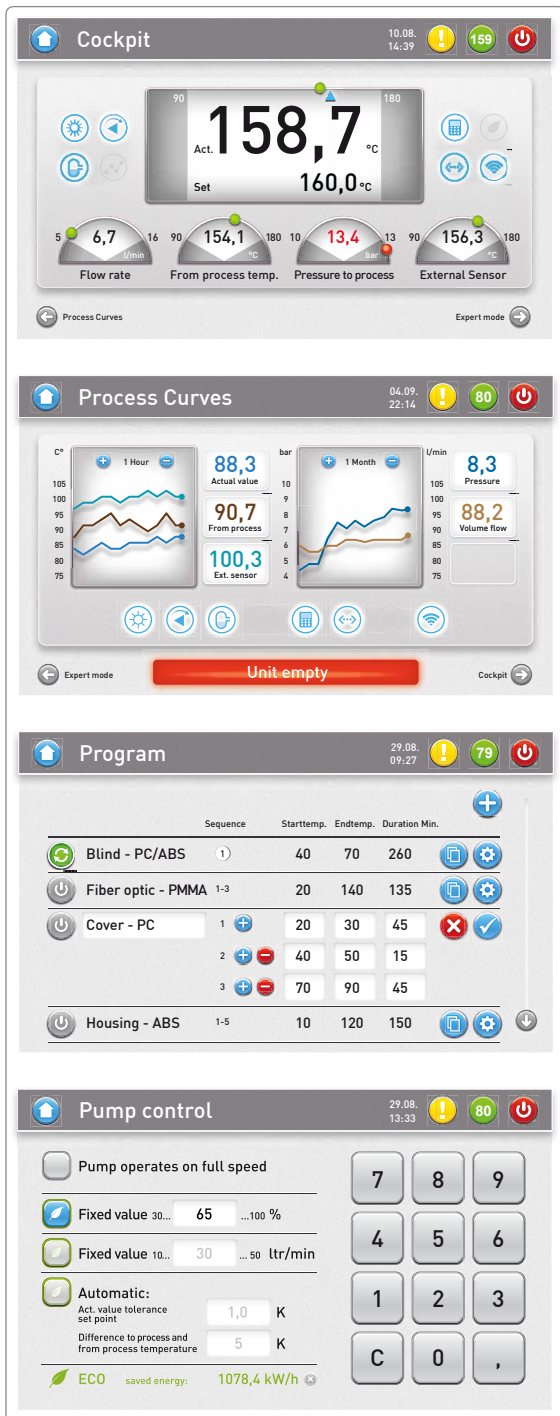 Cockpit
10.08.
14:39
159
90
180
Act. 158,7 °C
Set 160,0 °C
5 6,7 16
l/min
Flow rate
90 154,1 180
°C
From process temp.
10 13,4 13
bar
Pressure to process
90 156,3 180
°C
External Sensor
Process Curves
Expert mode
Process Curves
04.09.
22:14
80
C°
105
100
95
90
85
80
75
1 Hour
88,3
Actual value
90,7
From process
100,3
Ext. sensor
bar
10
9
8
7
6
5
4
1 Month
l/min
105
100
95
90
85
80
75
8,3
Pressure
88,2
Volume flow
Expert mode
Unit empty
Cockpit
Program
29.08.
09:27
79
Sequence Starttemp. Endtemp. Duration Min.
Blind - PC/ABS 1 40 70 260
Fiber optic - PMMA 1-3 20 140 135
Cover - PC 1 20 30 45
2 40 50 15
3 70 90 45
Housing - ABS 1-5 10 120 150
Pump control
29.08.
13:33
80
Pump operates on full speed
Fixed value 30... 65 ...100 %
Fixed value 10... 30 ... 50 ltr/min
Automatic:
Act. value tolerance
set point
1,0 K
Difference to process and
from process temperature
5 K
ECO saved energy: 1078,4 kW/h
7 8 9
4 5 6
1 2 3
C 0 ,